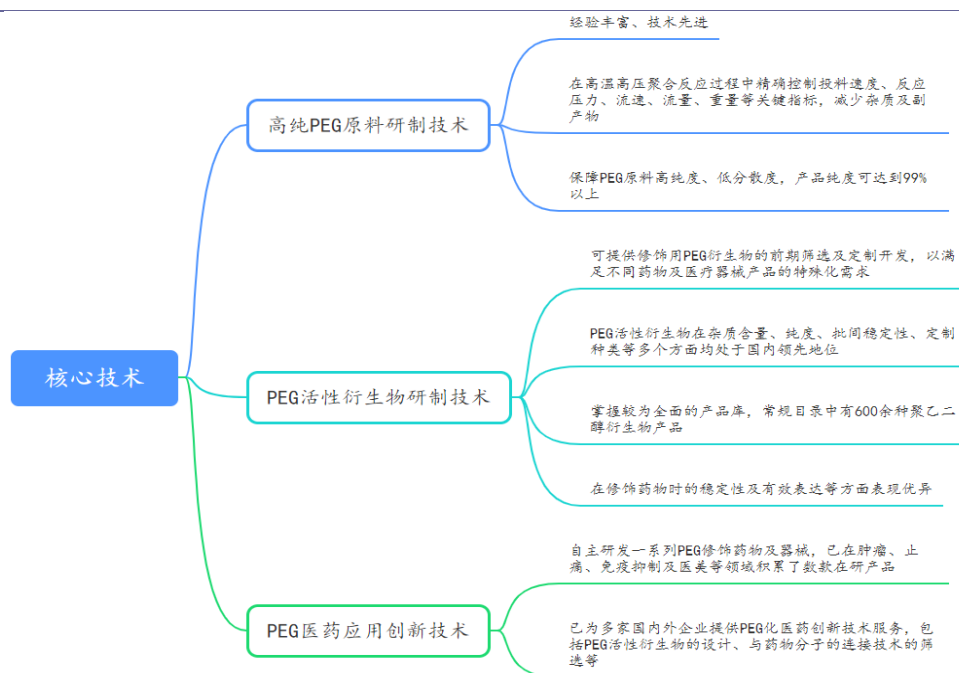 经验丰富、技术先进
高纯PEG原料研制技术
在高温高压聚合反应过程中精确控制投料速度、反应
压力、流速、流量、重量等关键指标，减少杂质及副
产物
保障PEG原料高纯度、低分散度，产品纯度可达到99%
以上
可提供修饰用PEG衍生物的前期筛选及定制开发，以满
足不同药物及医疗器械产品的特殊化需求
PEG活性衍生物在杂质含量、纯度、批间稳定性、定制
种类等多个方面均处于国内领先地位
核心技术
PEG活性衍生物研制技术
掌握较为全面的产品库，常规目录中有600余种聚乙二
醇衍生物产品
在修饰药物时的稳定性及有效表达等方面表现优异
自主研发一系列PEG修饰药物及器械，已在肿瘤、止
痛、免疫抑制及医美等领域积累了数款在研产品
PEG医药应用创新技术
已为多家国内外企业提供PEG化医药创新技术服务，包
括PEG活性衍生物的设计、与药物分子的连接技术的筛
选等